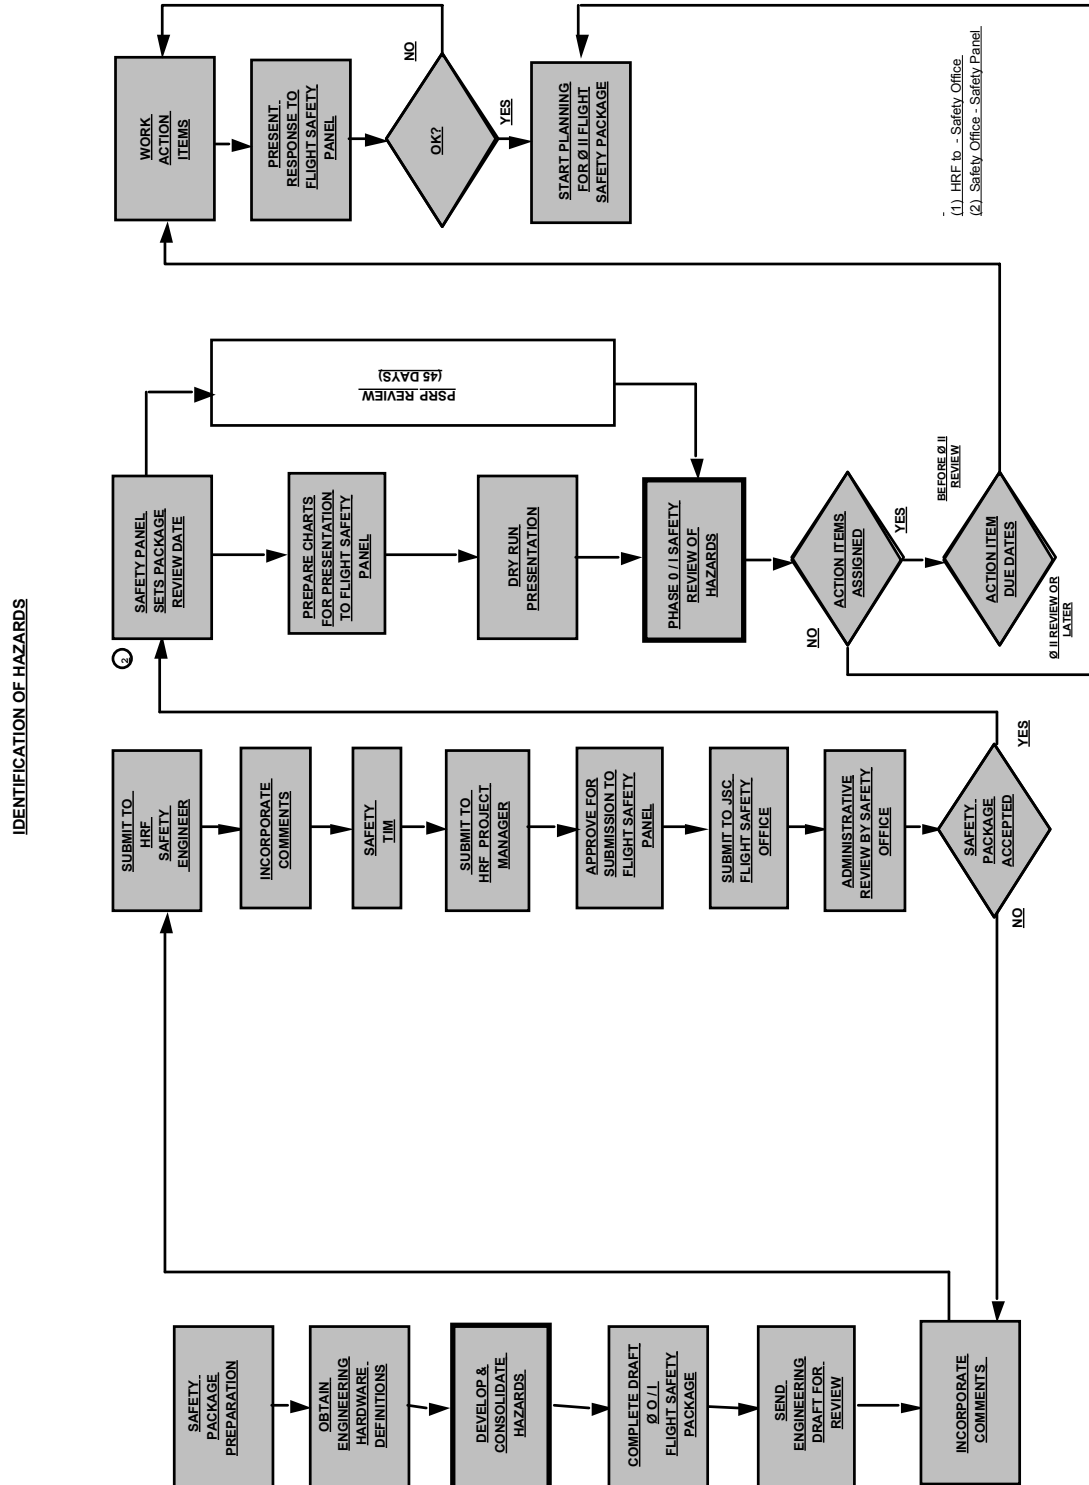 IDENTIFICATION OF HAZARDS
SAFETY
PACKAGE
PREPARATION
OBTAIN
ENGINEERING
HARDWARE
DEFINITIONS
DEVELOP &
CONSOLIDATE
HAZARDS
COMPLETE DRAFT
Ø O / I
FLIGHT SAFETY
PACKAGE
SEND
ENGINEERING
DRAFT FOR
REVIEW
INCORPORATE
COMMENTS
SUBMIT TO
HRF
SAFETY
ENGINEER
INCORPORATE
COMMENTS
SAFETY
TIM
SUBMIT TO
HRF PROJECT
MANAGER
APPROVE FOR
SUBMISSION TO
FLIGHT SAFETY
PANEL
SUBMIT TO JSC
FLIGHT SAFETY
OFFICE
ADMINISTRATIVE
REVIEW BY SAFETY
OFFICE
SAFETY
PACKAGE
ACCEPTED
NO
YES
2
SAFETY PANEL
SETS PACKAGE
REVIEW DATE
PREPARE CHARTS
FOR PRESENTATION
TO FLIGHT SAFETY
PANEL
DRY RUN
PRESENTATION
PSRP REVIEW
(45 DAYS)
PHASE 0 / I SAFETY
REVIEW OF
HAZARDS
ACTION ITEMS
ASSIGNED
NO
YES
ACTION ITEM
DUE DATES
BEFORE Ø II
REVIEW
Ø II REVIEW OR
LATER
WORK
ACTION
ITEMS
PRESENT
RESPONSE TO
FLIGHT SAFETY
PANEL
OK?
NO
YES
START PLANNING
FOR Ø II FLIGHT
SAFETY PACKAGE
(1) HRF to - Safety Office
(2) Safety Office - Safety Panel